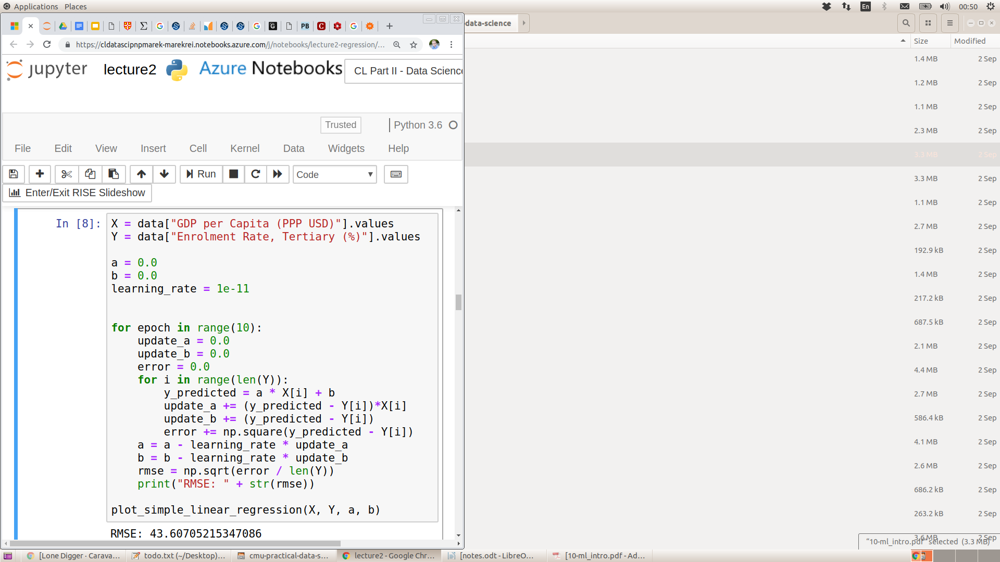 Applications Places
En 00:50
PB
https://cldatascipnpmarek-marekrei.notebooks.azure.com/j/notebooks/lecture2-regression/...
jupyter lecture2 Azure Notebooks CL Part II - Data Science
Trusted Python 3.6
File Edit View Insert Cell Kernel Data Widgets Help
Run Code
Enter/Exit RISE Slideshow
In [8]:
X = data["GDP per Capita (PPP USD)"].values
Y = data["Enrolment Rate, Tertiary (%)"].values
a = 0.0
b = 0.0
learning_rate = 1e-11
for epoch in range(10):
    update_a = 0.0
    update_b = 0.0
    error = 0.0
    for i in range(len(Y)):
        y_predicted = a * X[i] + b
        update_a += (y_predicted - Y[i])*X[i]
        update_b += (y_predicted - Y[i])
        error += np.square(y_predicted - Y[i])
    a = a - learning_rate * update_a
    b = b - learning_rate * update_b
    rmse = np.sqrt(error / len(Y))
    print("RMSE: " + str(rmse))
plot_simple_linear_regression(X, Y, a, b)
RMSE: 43.60705215347086
-data-science
Size Modified
1.4 MB 2 Sep
1.2 MB 2 Sep
1.1 MB 2 Sep
2.3 MB 2 Sep
3.3 MB 2 Sep
3.3 MB 2 Sep
1.1 MB 2 Sep
2.7 MB 2 Sep
192.9 kB 2 Sep
1.4 MB 2 Sep
217.2 kB 2 Sep
687.5 kB 2 Sep
2.1 MB 2 Sep
4.4 MB 2 Sep
2.7 MB 2 Sep
586.4 kB 2 Sep
4.1 MB 2 Sep
2.6 MB 2 Sep
686.2 kB 2 Sep
263.2 kB 2 Sep
3.6 MB 2 Sep
"10-ml_intro.pdf" selected (3.3 MB)
[Lone Digger · Carava... todo.txt (~/Desktop)... cmu-practical-data-s... lecture2 - Google Chr... [notes.odt - LibreO... [10-ml_intro.pdf - Ad...